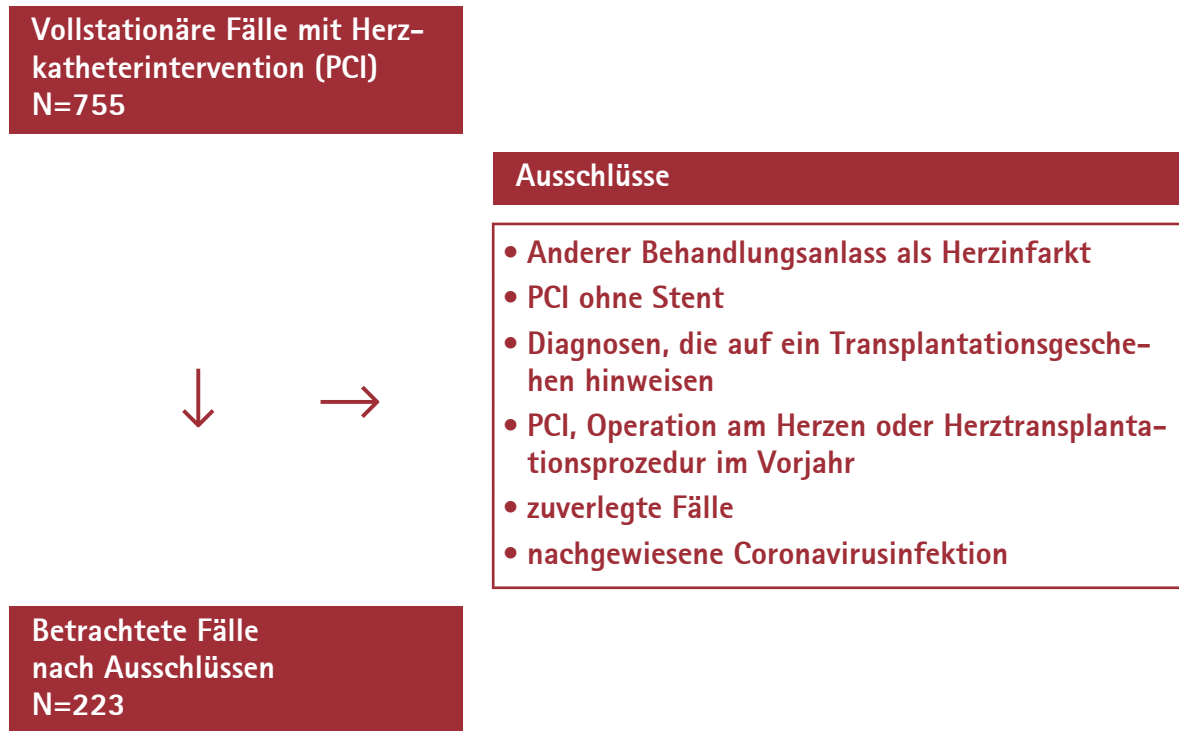 Vollstationäre Fälle mit Herz-
katheterintervention (PCI)
N=755
Ausschlüsse
• Anderer Behandlungsanlass als Herzinfarkt
• PCI ohne Stent
• Diagnosen, die auf ein Transplantationsgesche-
hen hinweisen
• PCI, Operation am Herzen oder Herztransplanta-
tionsprozedur im Vorjahr
• zuverlegte Fälle
• nachgewiesene Coronavirusinfektion
Betrachtete Fälle
nach Ausschlüssen
N=223